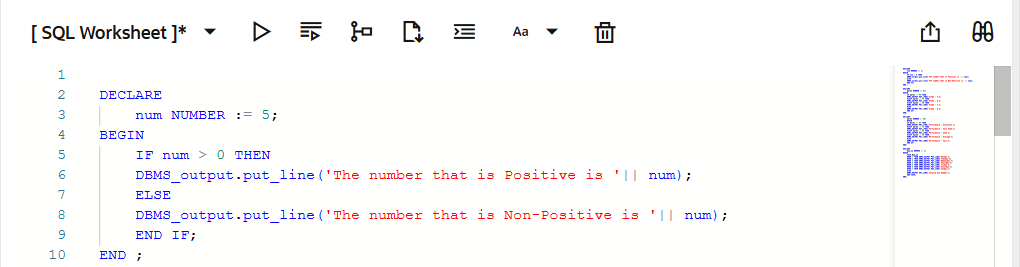 [ SQL Worksheet ]* Aa
1
2 DECLARE
3 num NUMBER := 5;
4 BEGIN
5 IF num > 0 THEN
6 DBMS_output.put_line('The number that is Positive is '|| num);
7 ELSE
8 DBMS_output.put_line('The number that is Non-Positive is '|| num);
9 END IF;
10 END ;